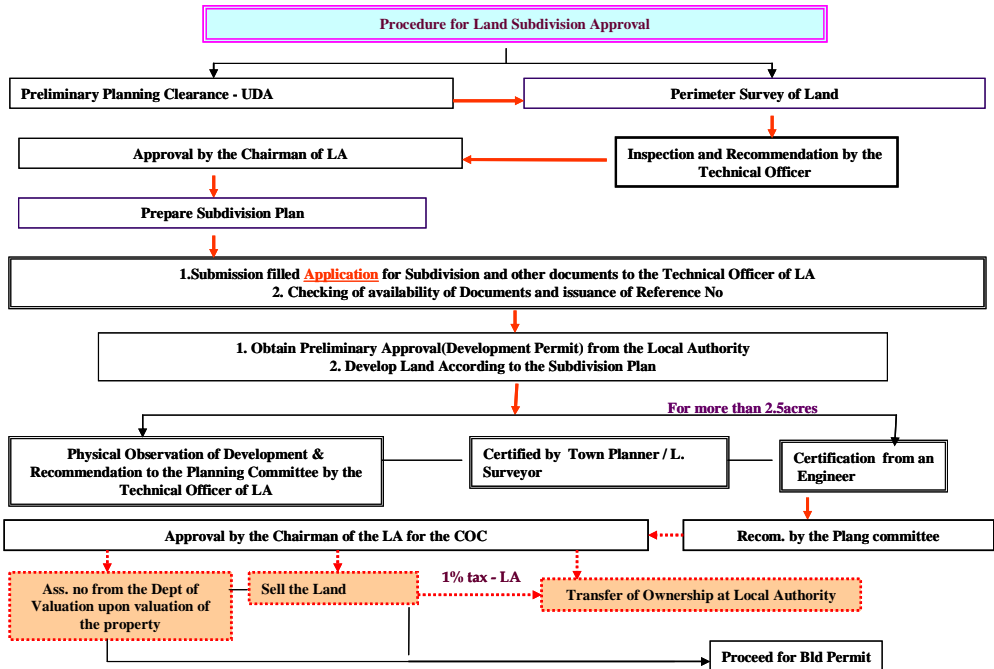 Procedure for Land Subdivision Approval
Preliminary Planning Clearance - UDA
Perimeter Survey of Land
Approval by the Chairman of LA
Inspection and Recommendation by the
Technical Officer
Prepare Subdivision Plan
1.Submission filled Application for Subdivision and other documents to the Technical Officer of LA
2. Checking of availability of Documents and issuance of Reference No
1. Obtain Preliminary Approval(Development Permit) from the Local Authority
2. Develop Land According to the Subdivision Plan
For more than 2.5acres
Physical Observation of Development &
Recommendation to the Planning Committee by the
Technical Officer of LA
Certified by Town Planner / L.
Surveyor
Certification from an
Engineer
Approval by the Chairman of the LA for the COC
Recom. by the Plang committee
Ass. no from the Dept of
Valuation upon valuation of
the property
Sell the Land
1% tax - LA
Transfer of Ownership at Local Authority
Proceed for Bld Permit